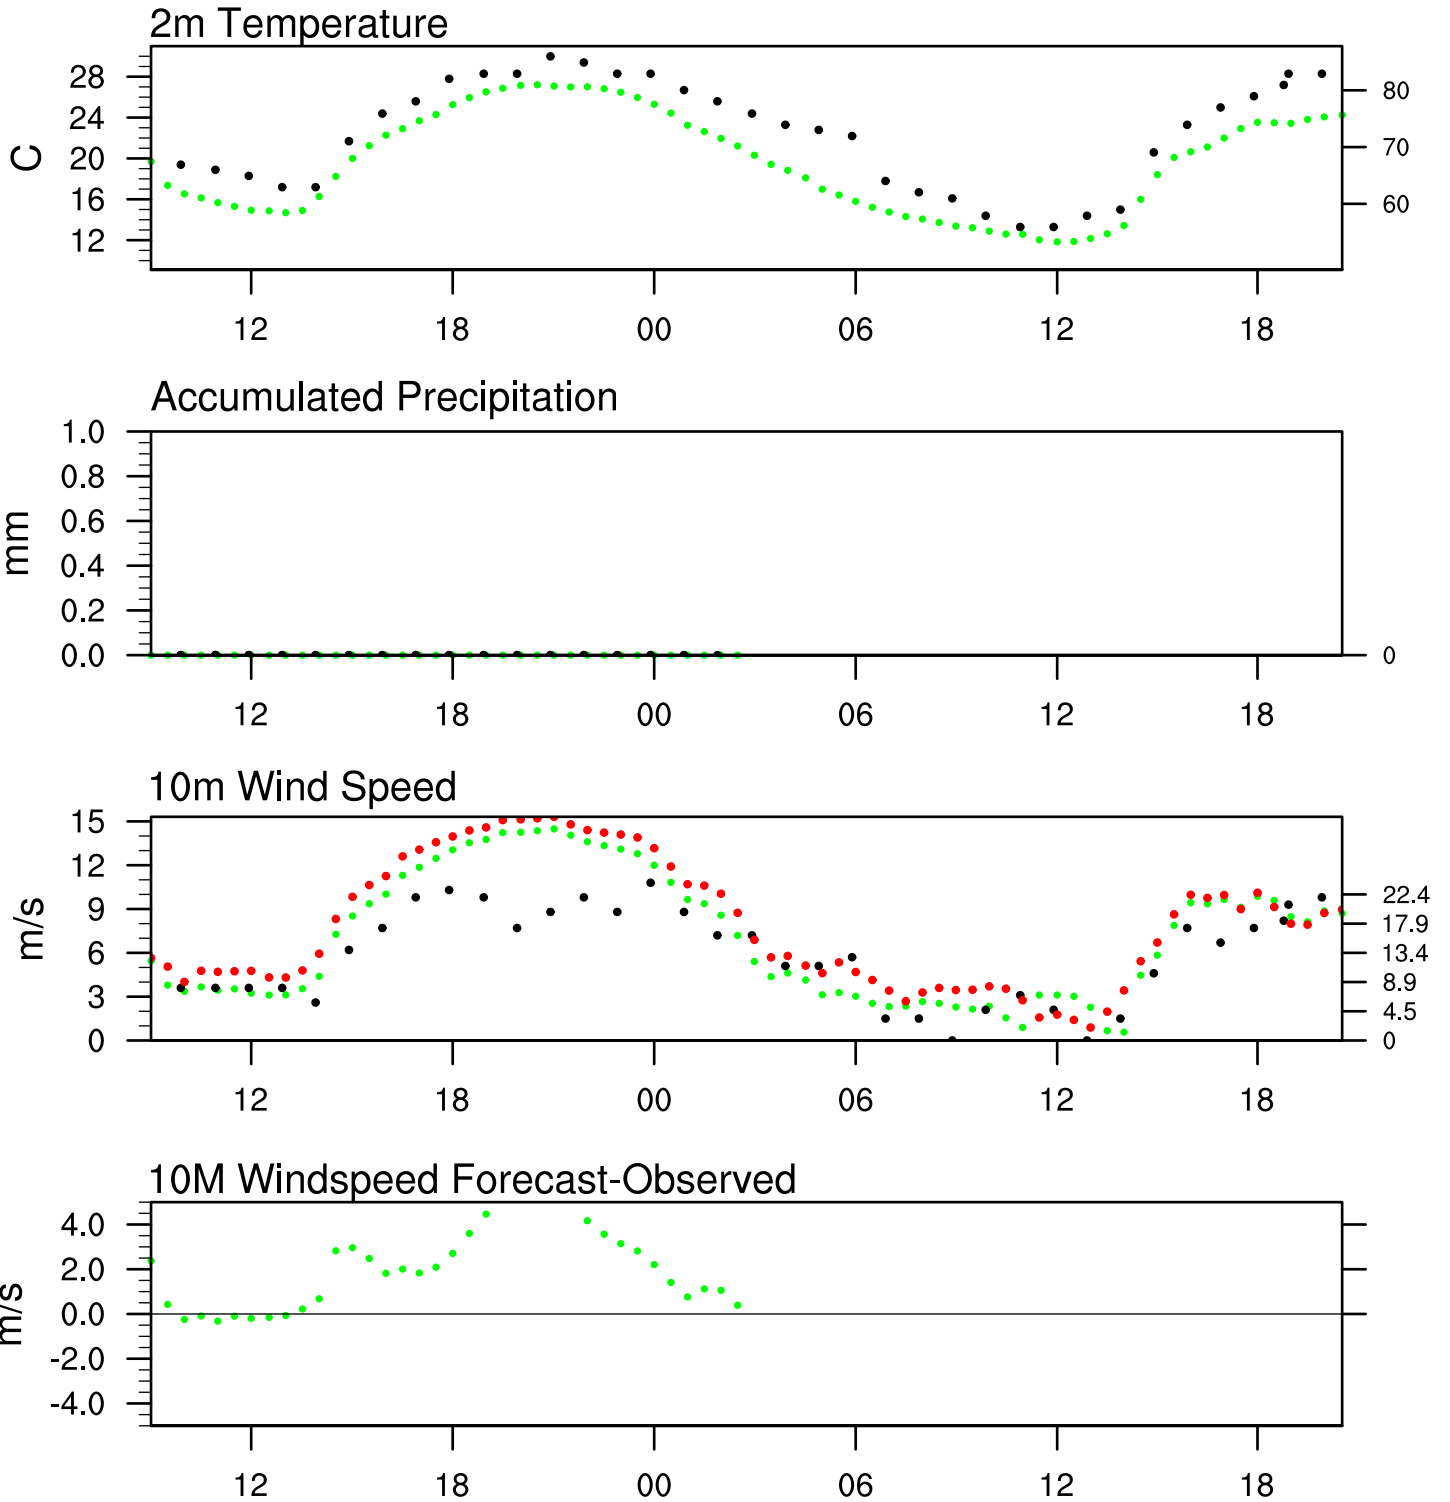 2m Temperature
28
24
20
16
12
C
80
70
60
12 18 00 06 12 18
Accumulated Precipitation
1.0
0.8
0.6
0.4
0.2
0.0
mm
0
12 18 00 06 12 18
10m Wind Speed
15
12
9
6
3
0
m/s
22.4
17.9
13.4
8.9
4.5
0
12 18 00 06 12 18
10M Windspeed Forecast-Observed
4.0
2.0
0.0
-2.0
-4.0
m/s
12 18 00 06 12 18